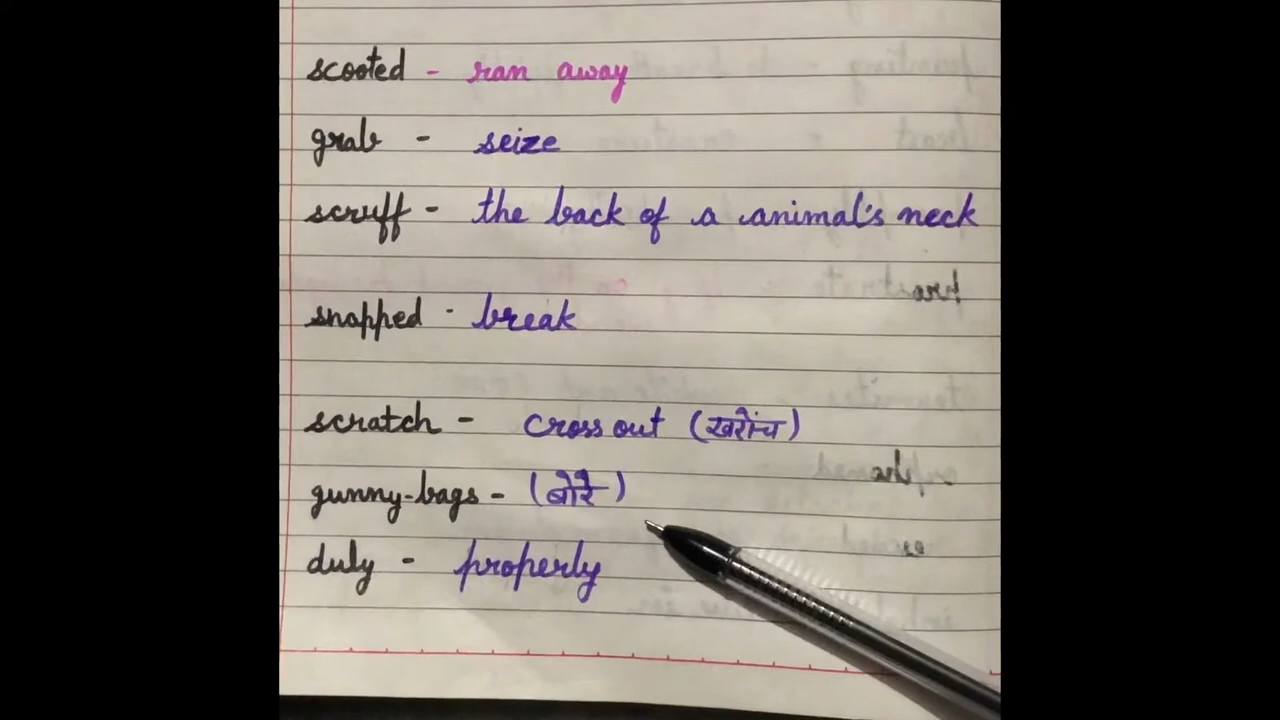 scooted - ran away
grab - seize
scruff - the back of a animal's neck
snapped - break
scratch - cross out (खरोंच)
gunny-bags - (बोरे)
duly - properly